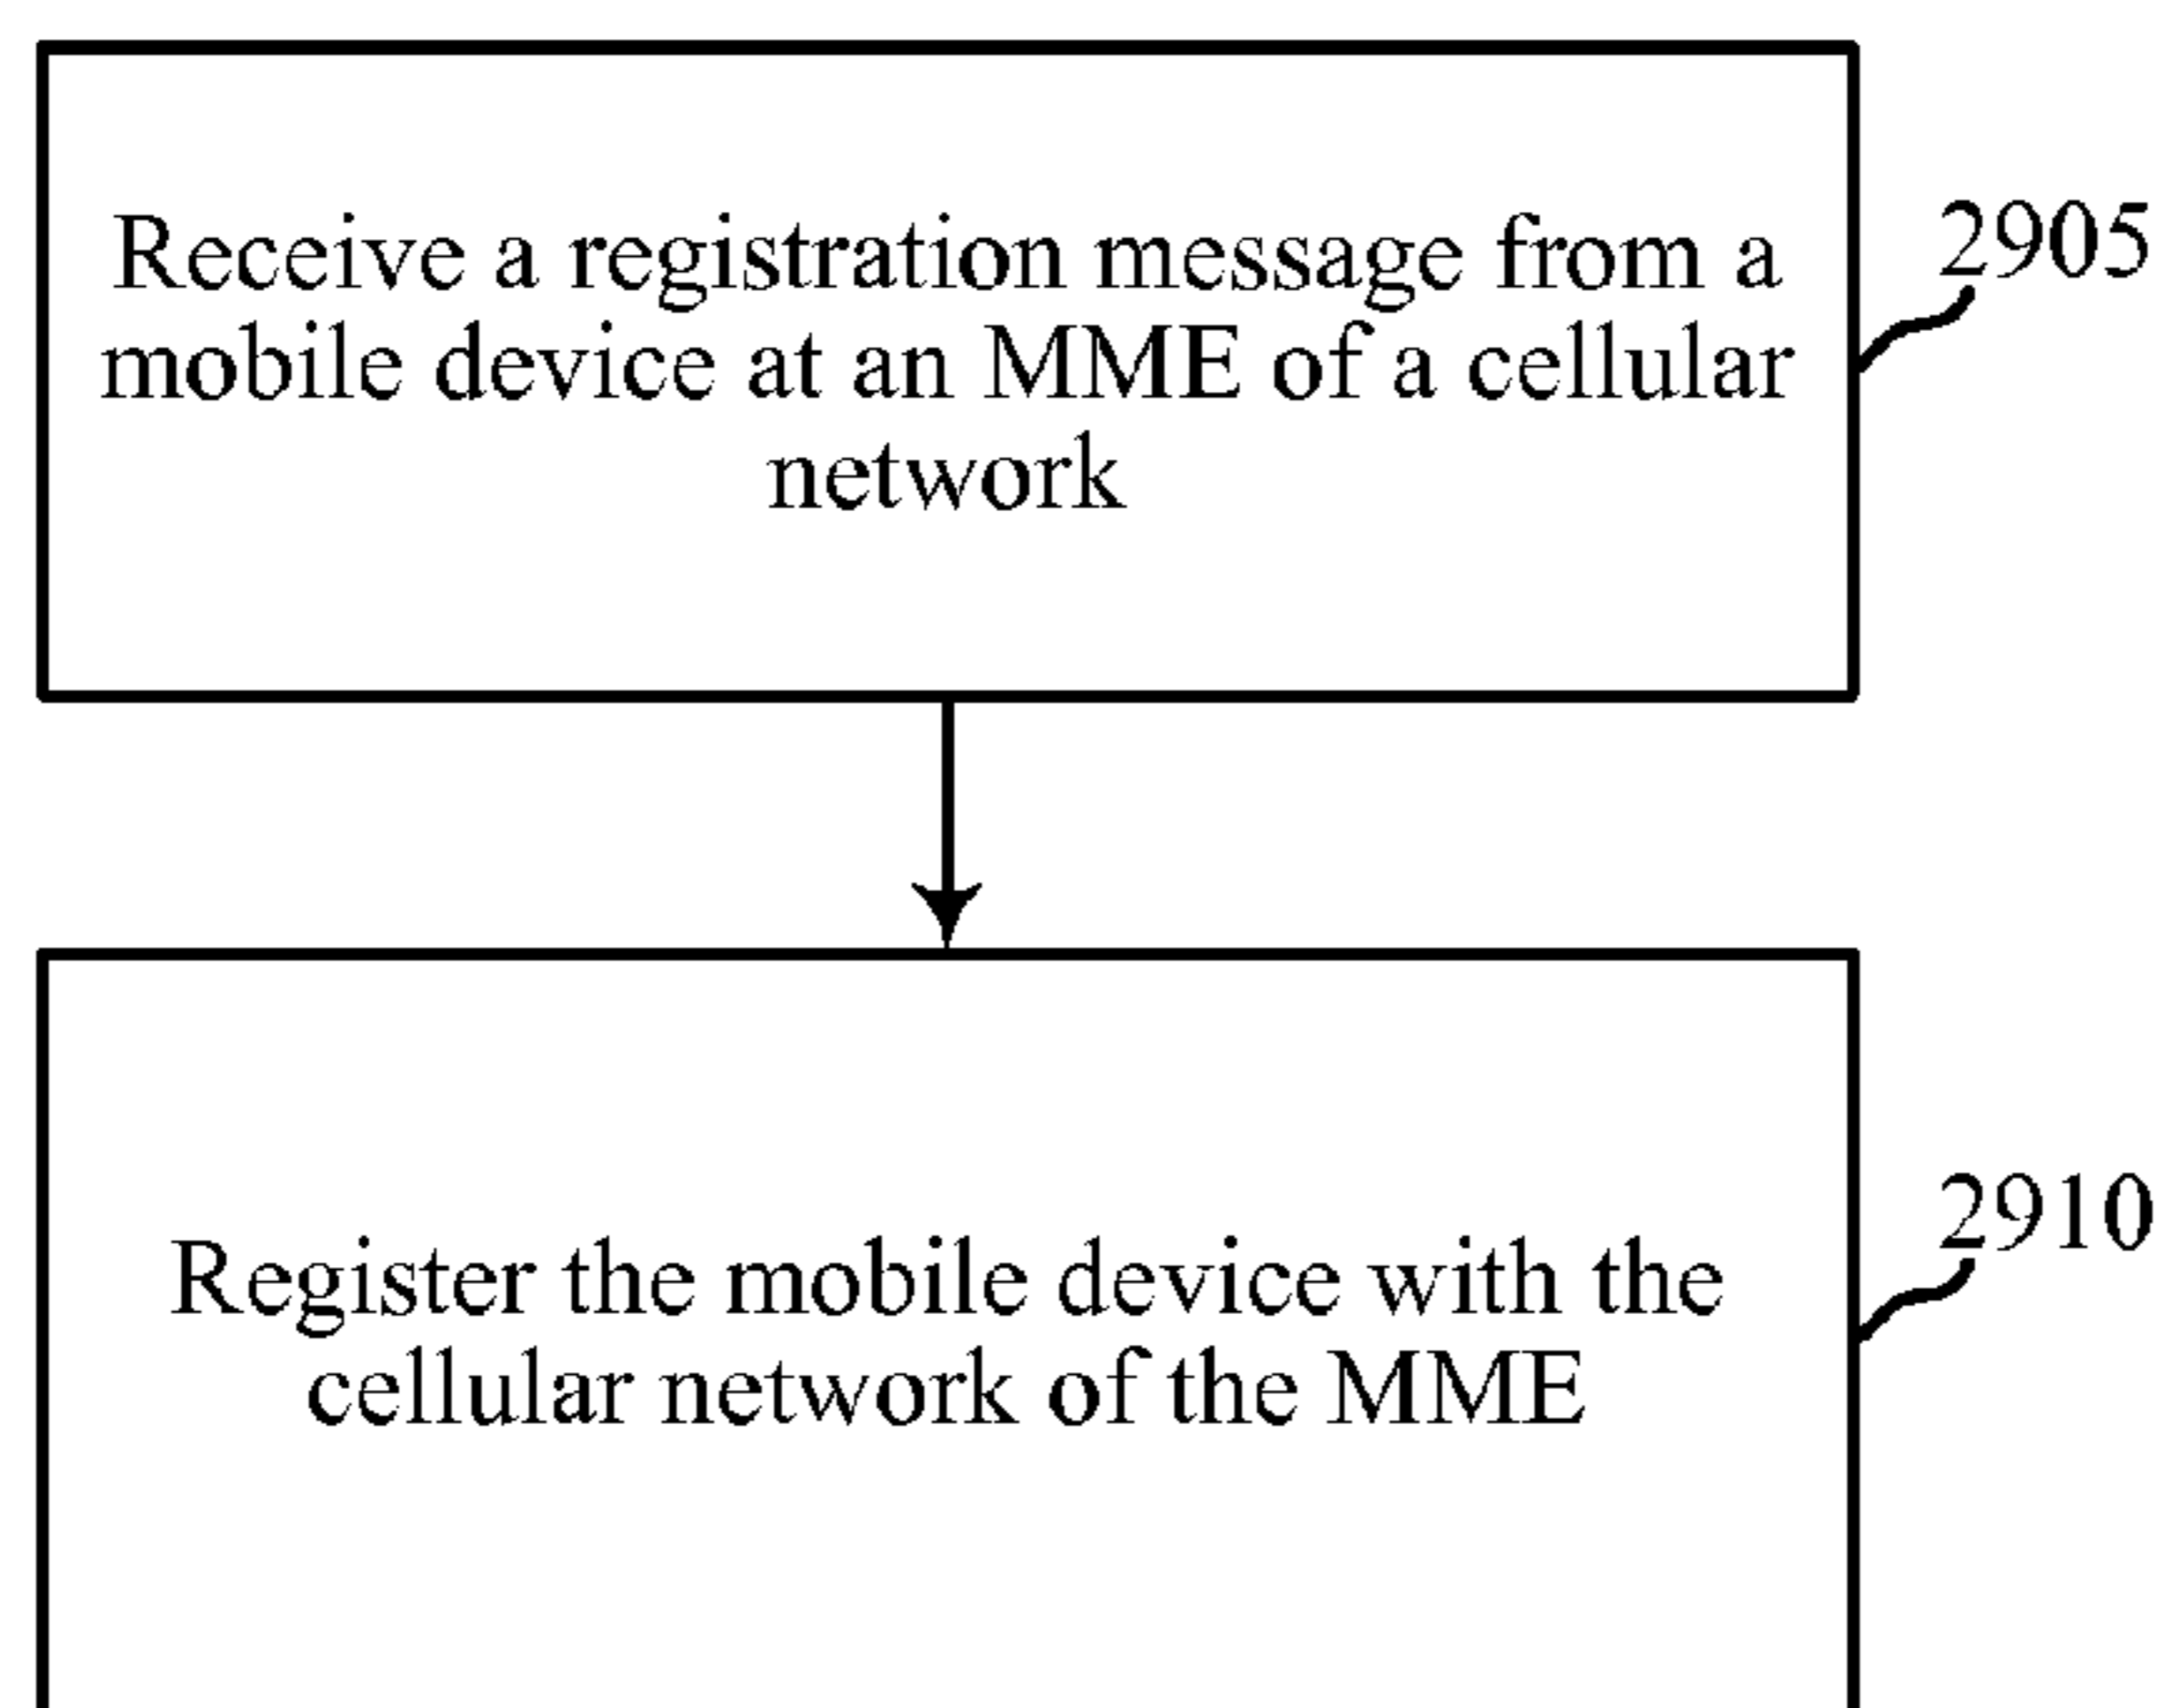 Receive a registration message from a
mobile device at an MME of a cellular
network
2905
Register the mobile device with the
cellular network of the MME
2910